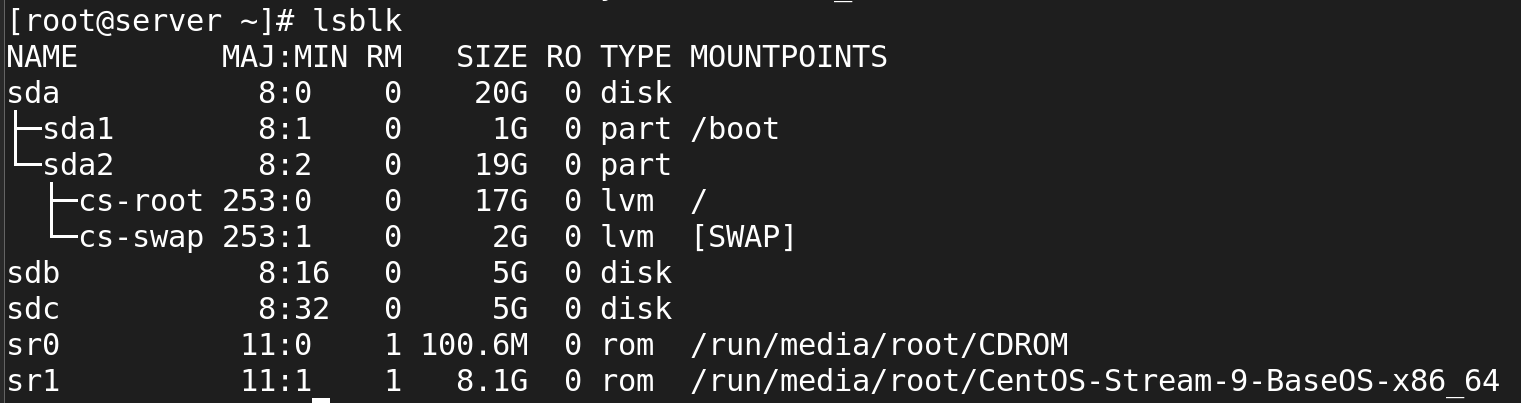 [root@server ~]# lsblk
NAME        MAJ:MIN RM   SIZE RO TYPE MOUNTPOINTS
sda           8:0    0    20G  0 disk
├─sda1        8:1    0     1G  0 part /boot
└─sda2        8:2    0    19G  0 part
  ├─cs-root 253:0    0    17G  0 lvm  /
  └─cs-swap 253:1    0     2G  0 lvm  [SWAP]
sdb           8:16   0     5G  0 disk
sdc           8:32   0     5G  0 disk
sr0          11:0    1 100.6M  0 rom  /run/media/root/CDROM
sr1          11:1    1   8.1G  0 rom  /run/media/root/CentOS-Stream-9-BaseOS-x86_64